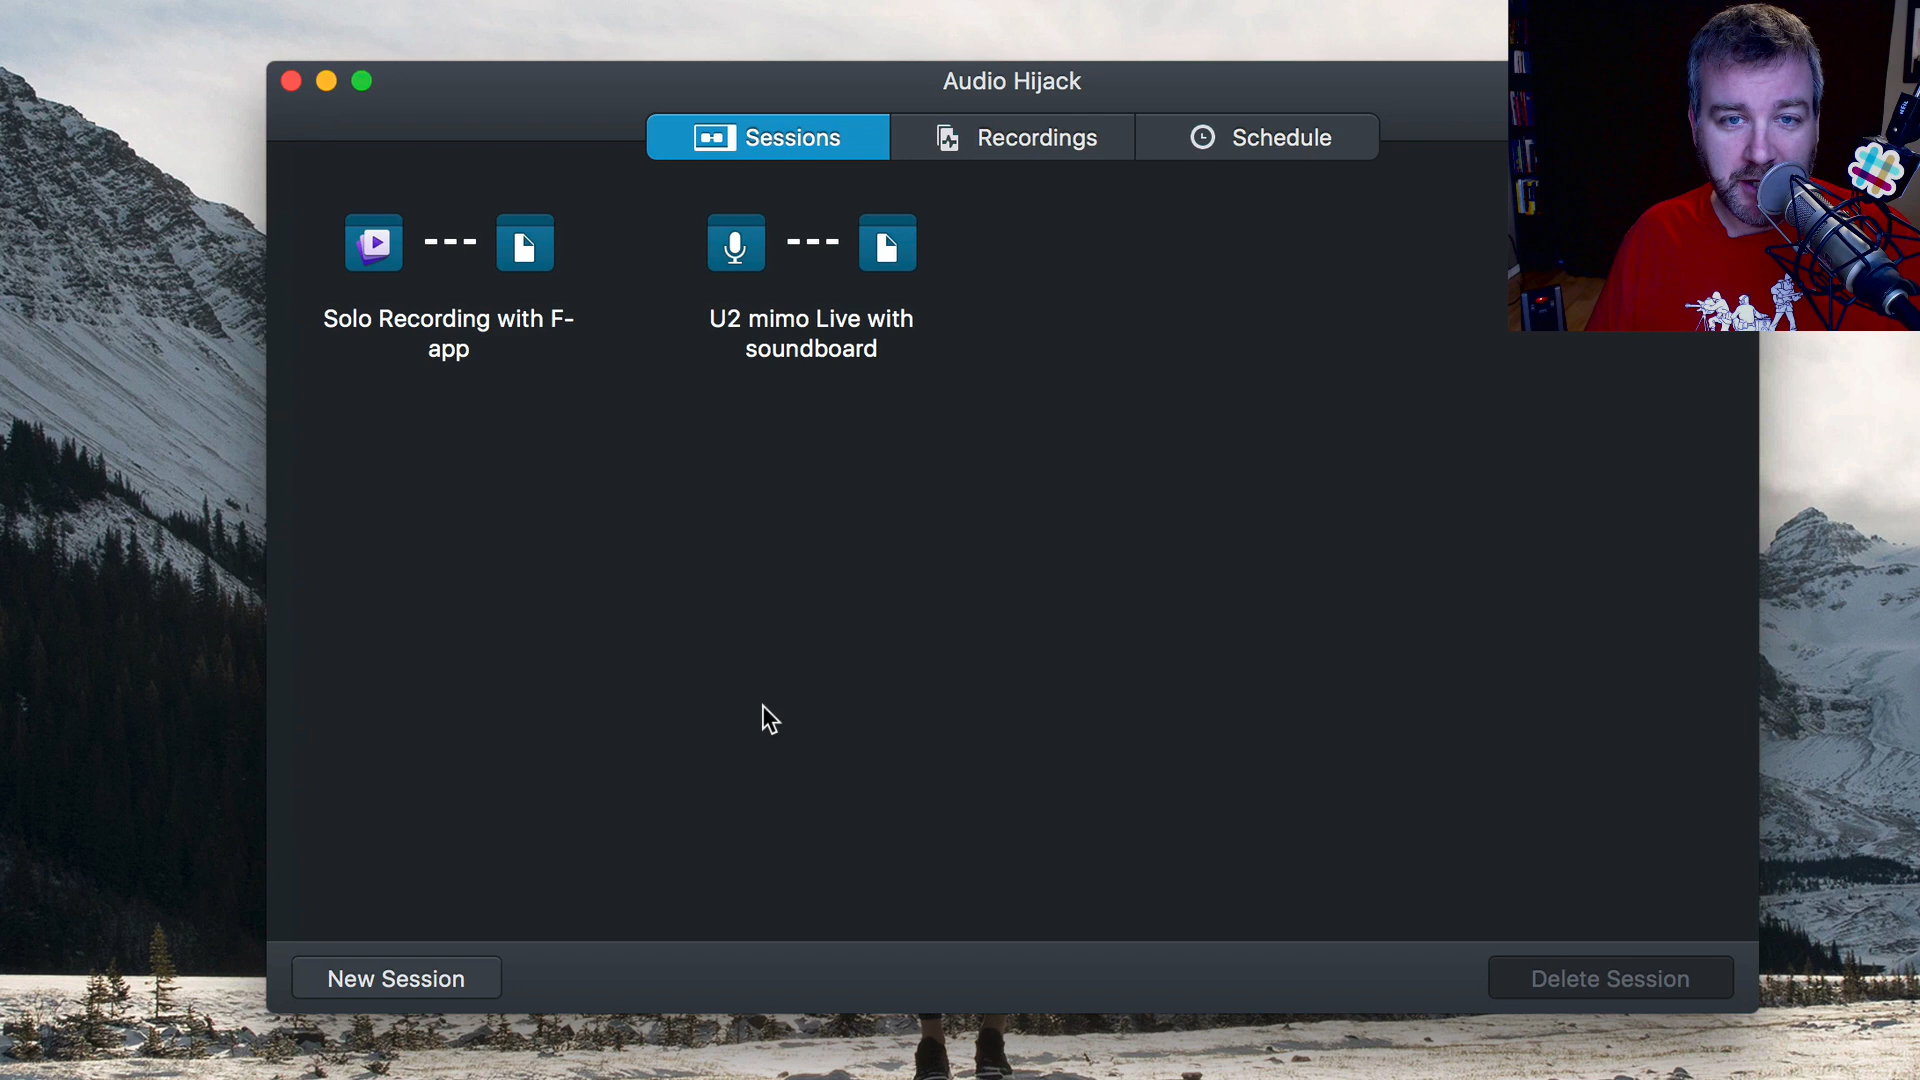 Audio Hijack
Sessions
Recordings
Schedule
Solo Recording with F-
app
U2 mimo Live with
soundboard
New Session
Delete Session